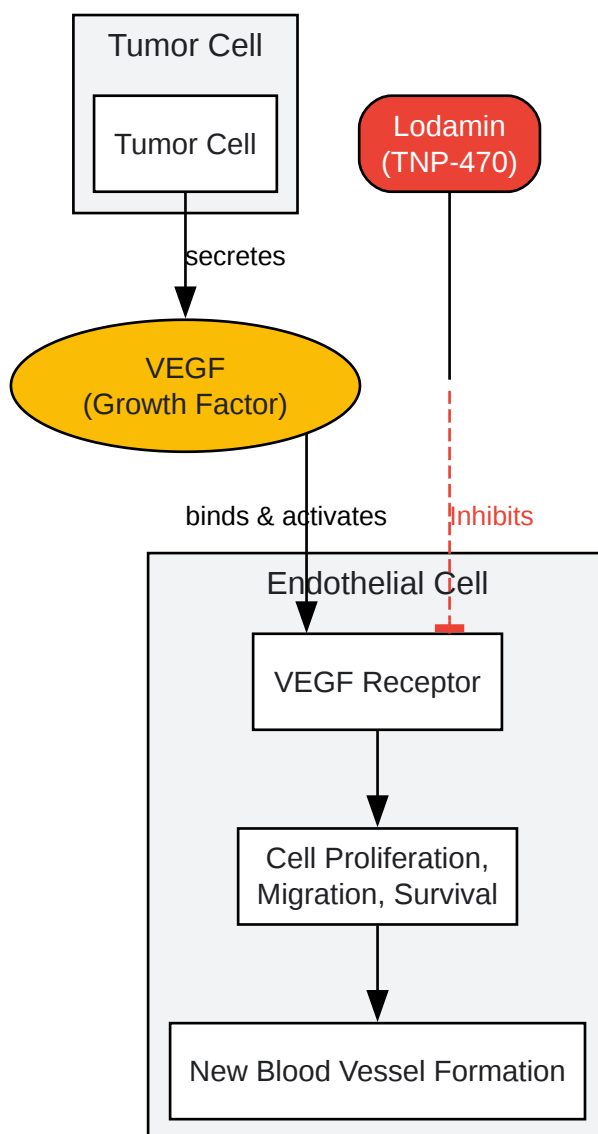 Tumor Cell
Tumor Cell
Lodamin
(TNP-470)
secretes
VEGF
(Growth Factor)
binds & activates
Inhibits
Endothelial Cell
VEGF Receptor
Cell Proliferation,
Migration, Survival
New Blood Vessel Formation